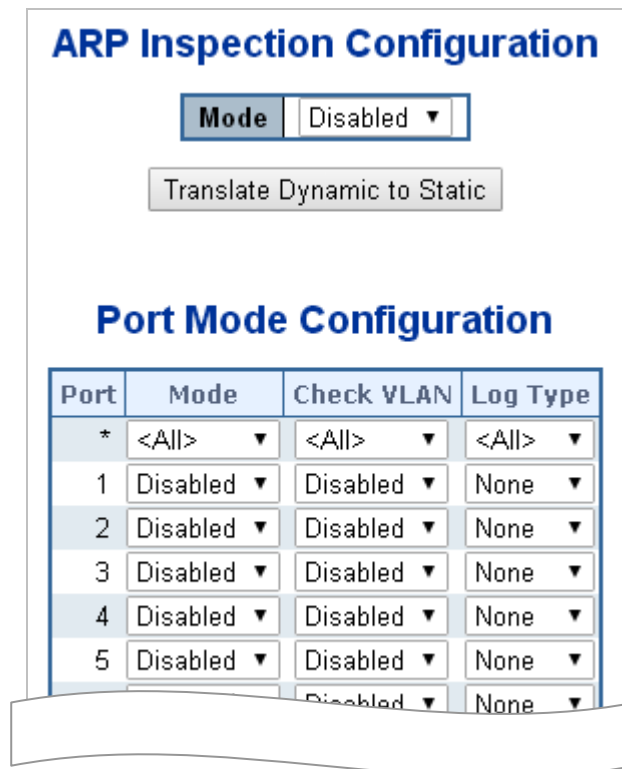 ARP Inspection Configuration
Mode Disabled
Translate Dynamic to Static
Port Mode Configuration
Port Mode Check VLAN Log Type
* <All> <All> <All>
1 Disabled Disabled None
2 Disabled Disabled None
3 Disabled Disabled None
4 Disabled Disabled None
5 Disabled Disabled None
Disabled None